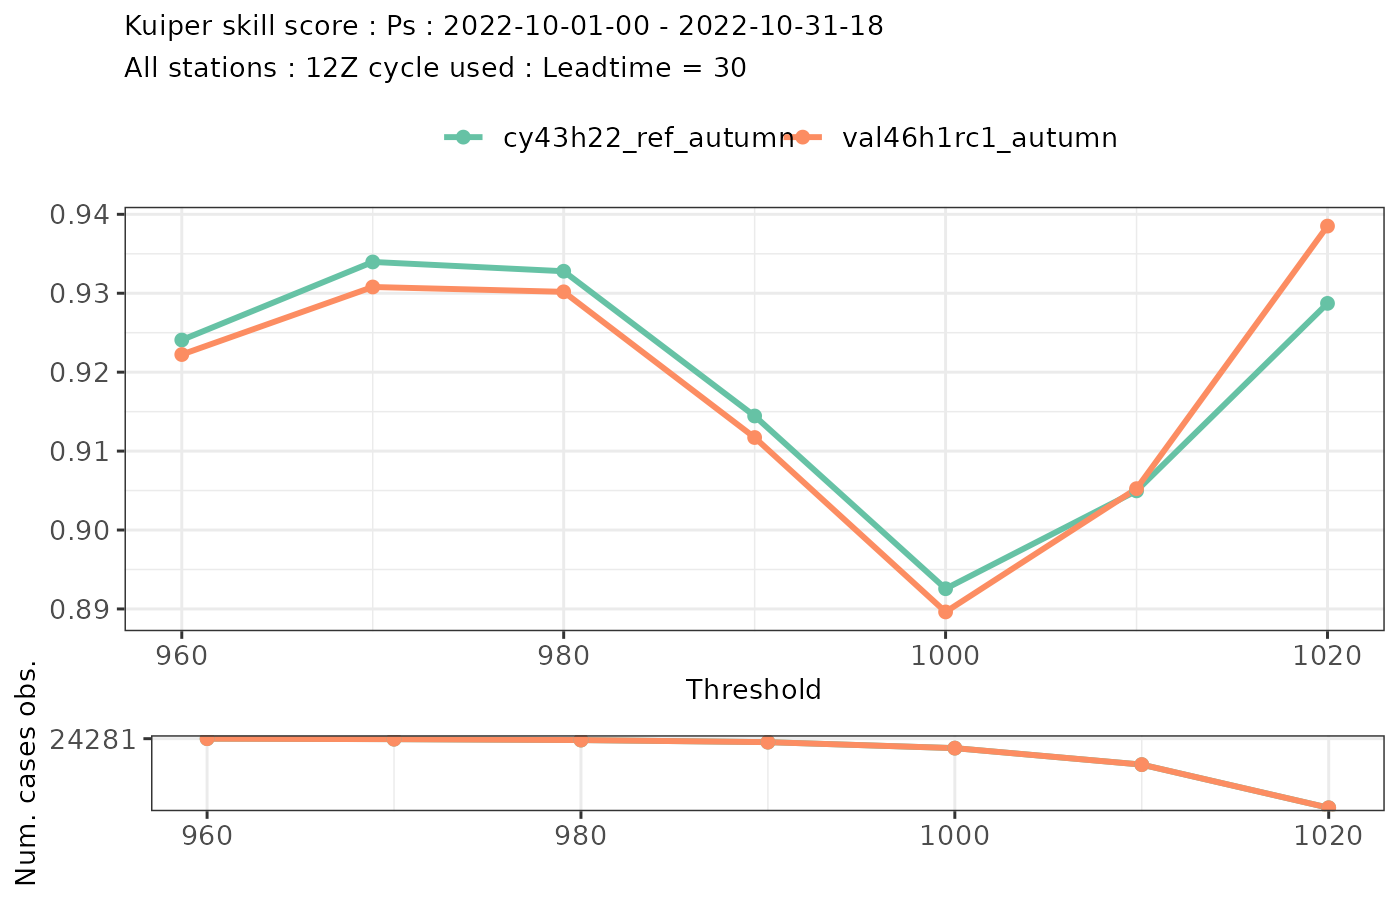 Kuiper skill score : Ps : 2022-10-01-00 - 2022-10-31-18
All stations : 12Z cycle used : Leadtime = 30
cy43h22_ref_autumn val46h1rc1_autumn
0.94
0.93
0.92
0.91
0.90
0.89
960 980 1000 1020
Threshold
Num. cases obs.
24281
960 980 1000 1020